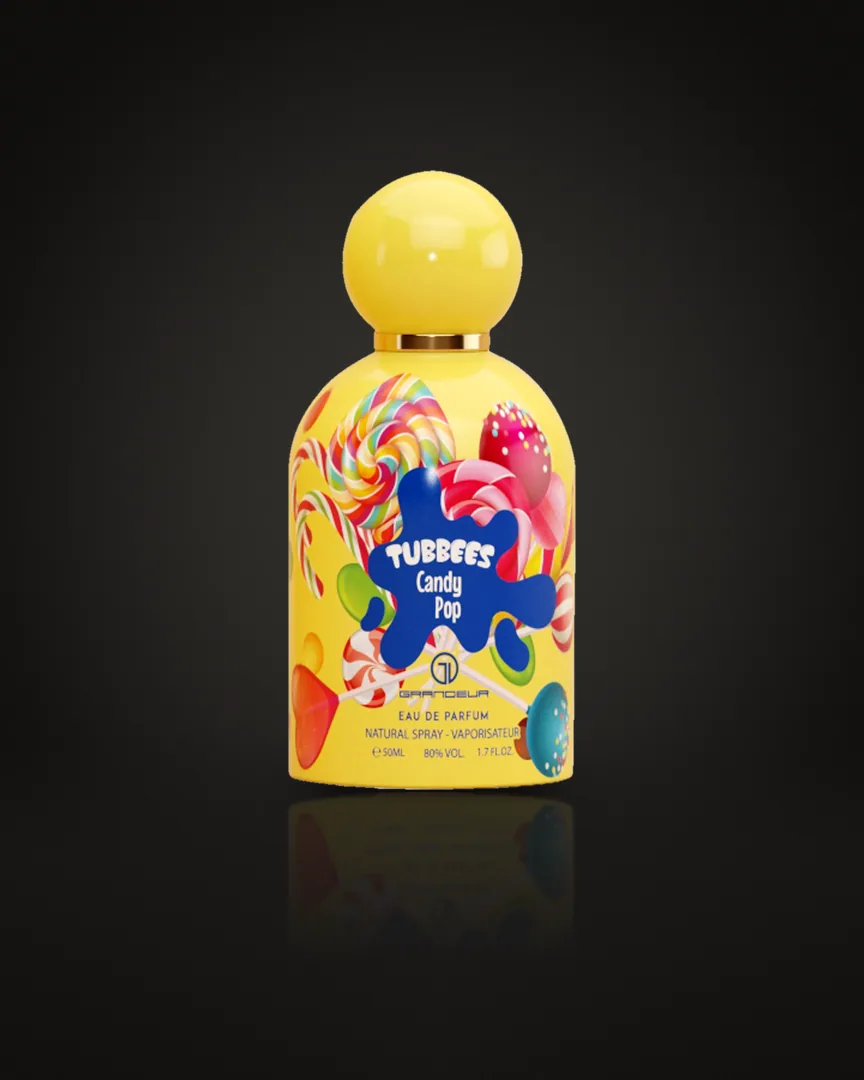 TUBBEES
Candy
Pop
GRANDEUR
EAU DE PARFUM
NATURAL SPRAY - VAPORISATEUR
℮ 50ML 80% VOL. 1.7 FL.OZ.